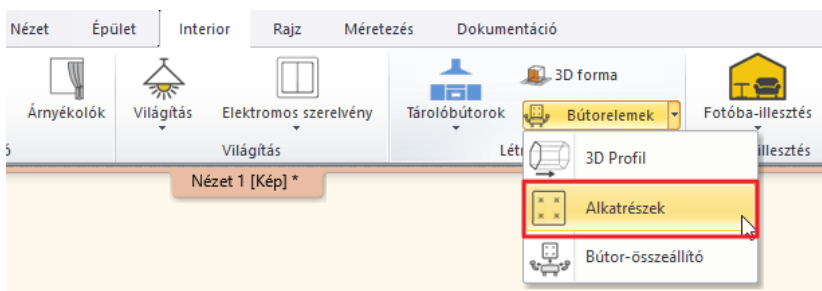 Nézet Épület Interior Rajz Méretezés Dokumentáció
3D forma
Árnyékolók Világítás Elektromos szerelvény Tárolóbútorok Bútorelemek Fotóba-illesztés
ó Világítás Lét illesztés
3D Profil
Nézet 1 [Kép] *
Alkatrészek
Bútor-összeállító